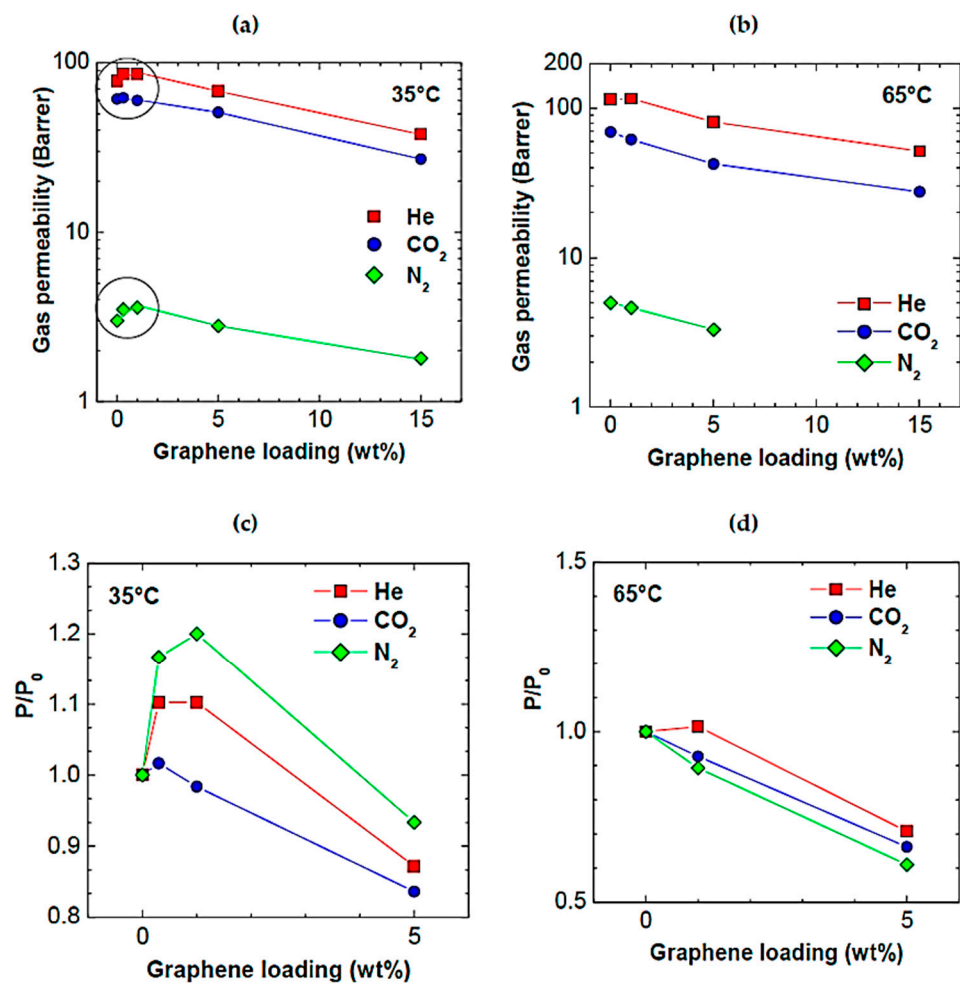 (a)
100
10
1
Gas permeability (Barrer)
35°C
He
CO₂
N₂
0 5 10 15
Graphene loading (wt%)
(b)
200
100
10
1
Gas permeability (Barrer)
65°C
He
CO₂
N₂
0 5 10 15
Graphene loading (wt%)
(c)
1.3
1.2
1.1
1.0
0.9
0.8
P/P₀
35°C
He
CO₂
N₂
0 5
Graphene loading (wt%)
(d)
1.5
1.0
0.5
P/P₀
65°C
He
CO₂
N₂
0 5
Graphene loading (wt%)